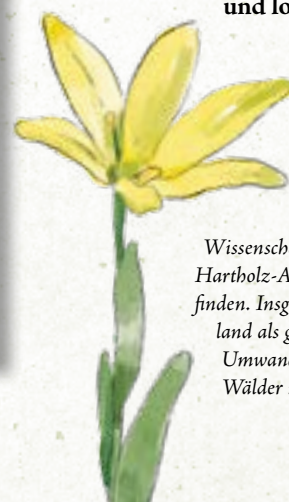 und lo
Wissensch
Hartholz-A
finden. Insg
land als g
Umwand
Wälder